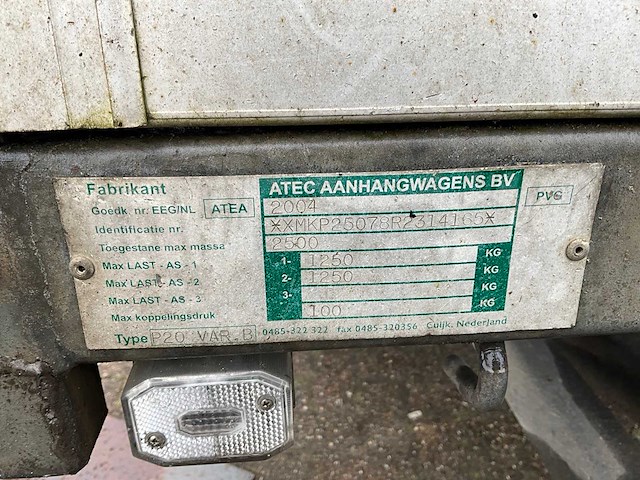 Fabrikant ATEC AANHANGWAGENS BV
Goedk. nr. EEG/NL ATEA 2004 PVG
Identificatie nr. *XMKP25078R2314165*
Toegestane max massa 2500 KG
Max LAST - AS - 1 1- 1250 KG
Max LAST - AS - 2 2- 1250 KG
Max LAST - AS - 3 3- KG
Max koppelingsdruk 100
Type P20 VAR.B 0485-322 322 fax 0485-320356 Cuijk, Nederland